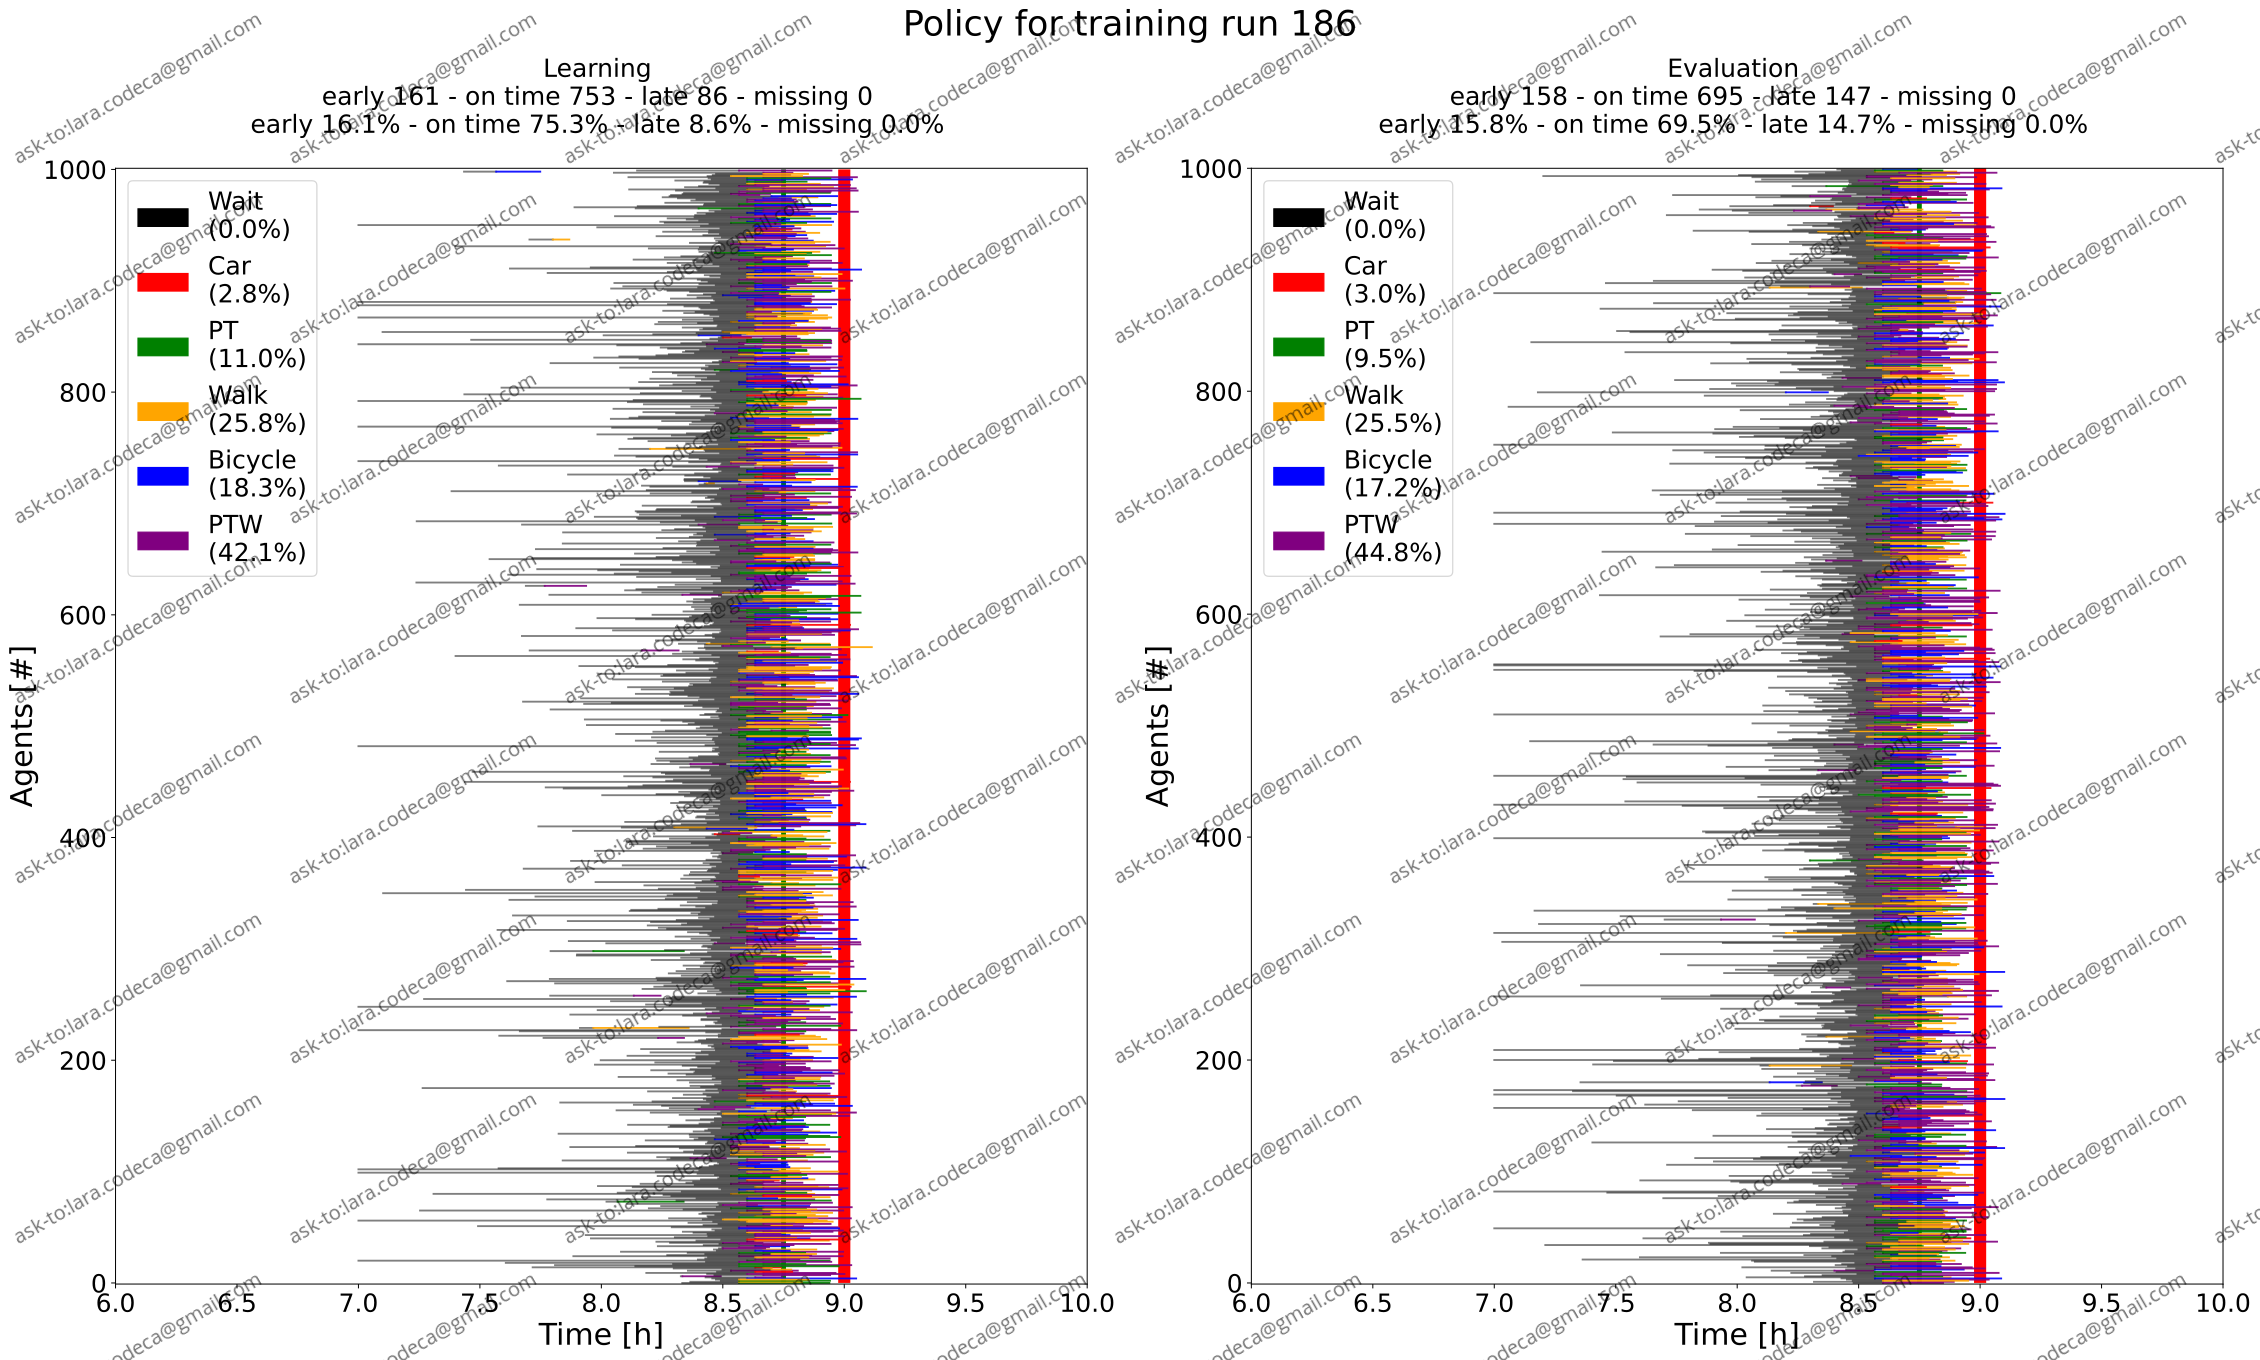 Policy for training run 186
Learning
early 161 - on time 753 - late 86 - missing 0
early 16.1% - on time 75.3% - late 8.6% - missing 0.0%
1000
800
600
400
200
0
Agents [#]
Wait
(0.0%)
Car
(2.8%)
PT
(11.0%)
Walk
(25.8%)
Bicycle
(18.3%)
PTW
(42.1%)
6.0 6.5 7.0 7.5 8.0 8.5 9.0 9.5 10.0
Time [h]
Evaluation
early 158 - on time 695 - late 147 - missing 0
early 15.8% - on time 69.5% - late 14.7% - missing 0.0%
1000
800
600
400
200
0
Agents [#]
Wait
(0.0%)
Car
(3.0%)
PT
(9.5%)
Walk
(25.5%)
Bicycle
(17.2%)
PTW
(44.8%)
6.0 6.5 7.0 7.5 8.0 8.5 9.0 9.5 10.0
Time [h]
ask-to:lara.codeca@gmail.com